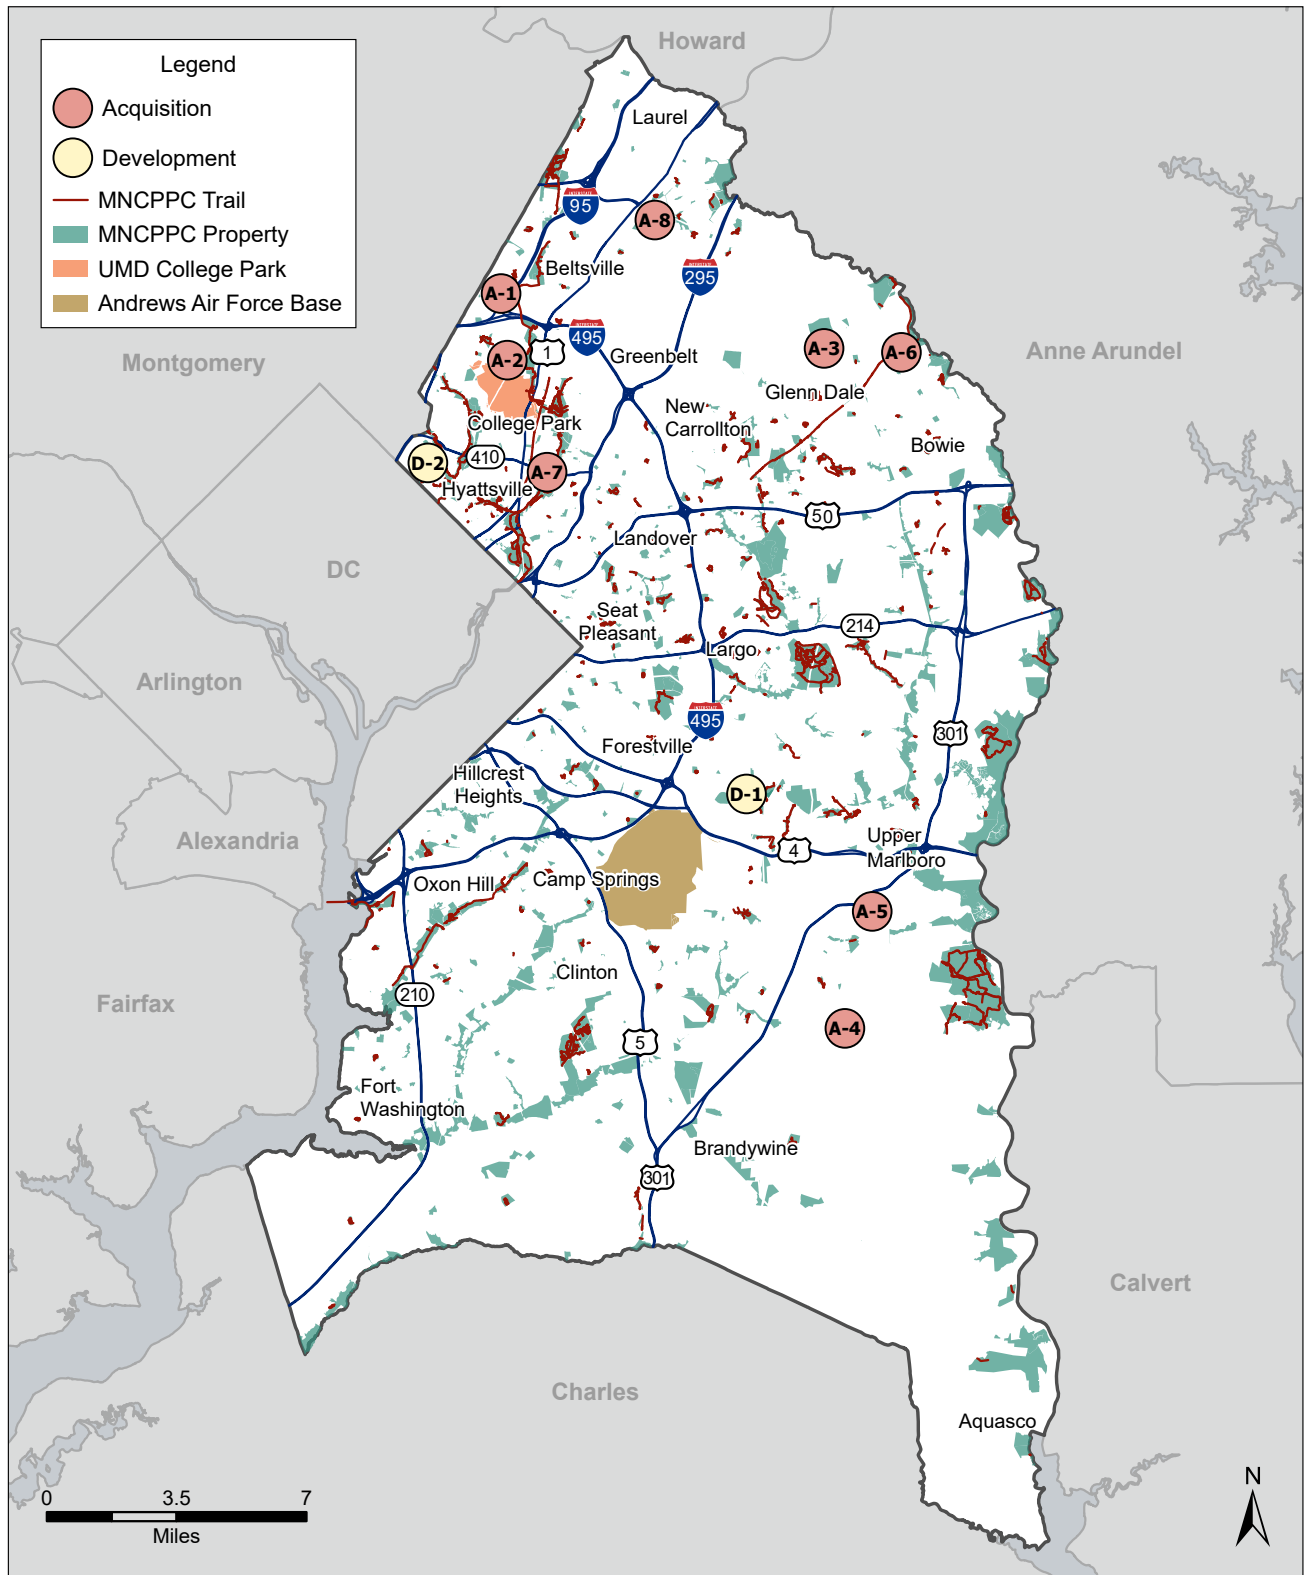 Howard
Legend
Acquisition
Development
MNCPPC Trail
MNCPPC Property
UMD College Park
Andrews Air Force Base
Laurel
95
A-8
Beltsville
295
A-1
495
1
A-2
Greenbelt
A-3
A-6
Montgomery
Anne Arundel
Glenn Dale
New
Carrollton
College Park
Bowie
410
D-2
A-7
Hyattsville
50
Landover
DC
Seat
Pleasant
214
Largo
Arlington
495
301
Forestville
Hillcrest
Heights
D-1
Alexandria
4
Upper
Marlboro
Oxon Hill
Camp Springs
A-5
Clinton
210
Fairfax
A-4
5
Fort
Washington
Brandywine
301
Calvert
Charles
Aquasco
N
0
3.5
7
Miles